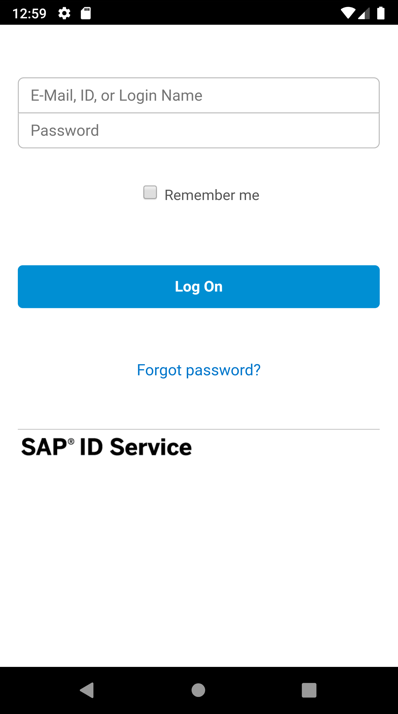 12:59
E-Mail, ID, or Login Name
Password
Remember me
Log On
Forgot password?
SAP® ID Service